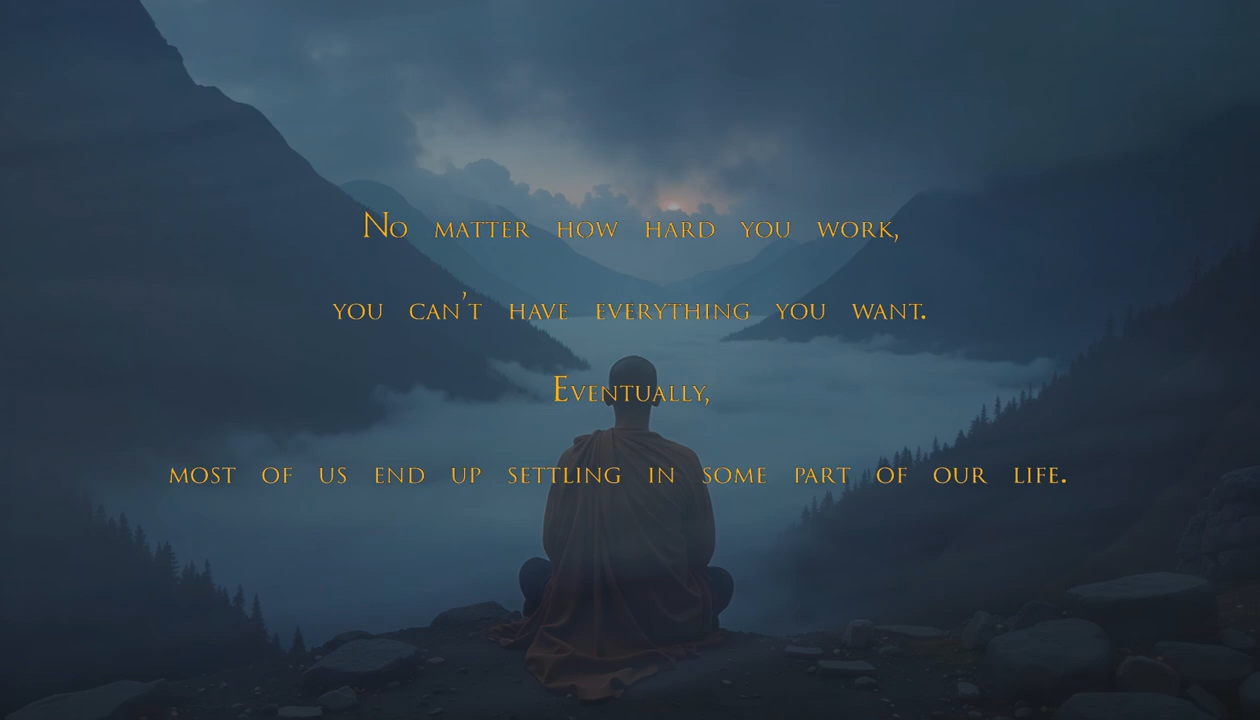 No matter how hard you work,
you can't have everything you want.
Eventually,
most of us end up settling in some part of our life.